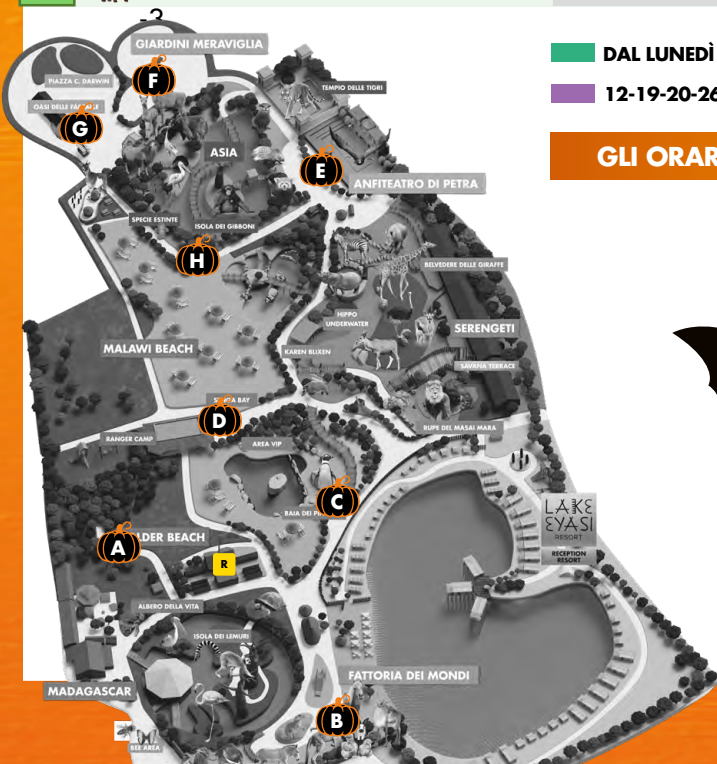 -3
GIARDINI MERAVIGLIA
DAL LUNEDÌ
12-19-20-26
GLI ORAR
PIAZZA C. DARWIN
F
TEMPIO DELLE TIGRI
OASI DELLE
G
ASIA
E
ANFITEATRO DI PETRA
SPECIE ESTINTE
ISOLA DEI GIBBONI
H
BELVEDERE DELLE GIRAFFE
HIPPO
UNDERWATER
SERENGETI
MALAWI BEACH
KAREN BLIXEN
SAVANA TERRACE
BAY
D
RANGER CAMP
AREA VIP
RUPE DEL MASAI MARA
C
BAIA DEI
LAKE
EYASI
RESORT
RECEPTION
RESORT
A
LDER BEACH
R
ALBERO DELLA VITA
ISOLA DEI LEMURI
FATTORIA DEI MONDI
MADAGASCAR
B
BEE AREA